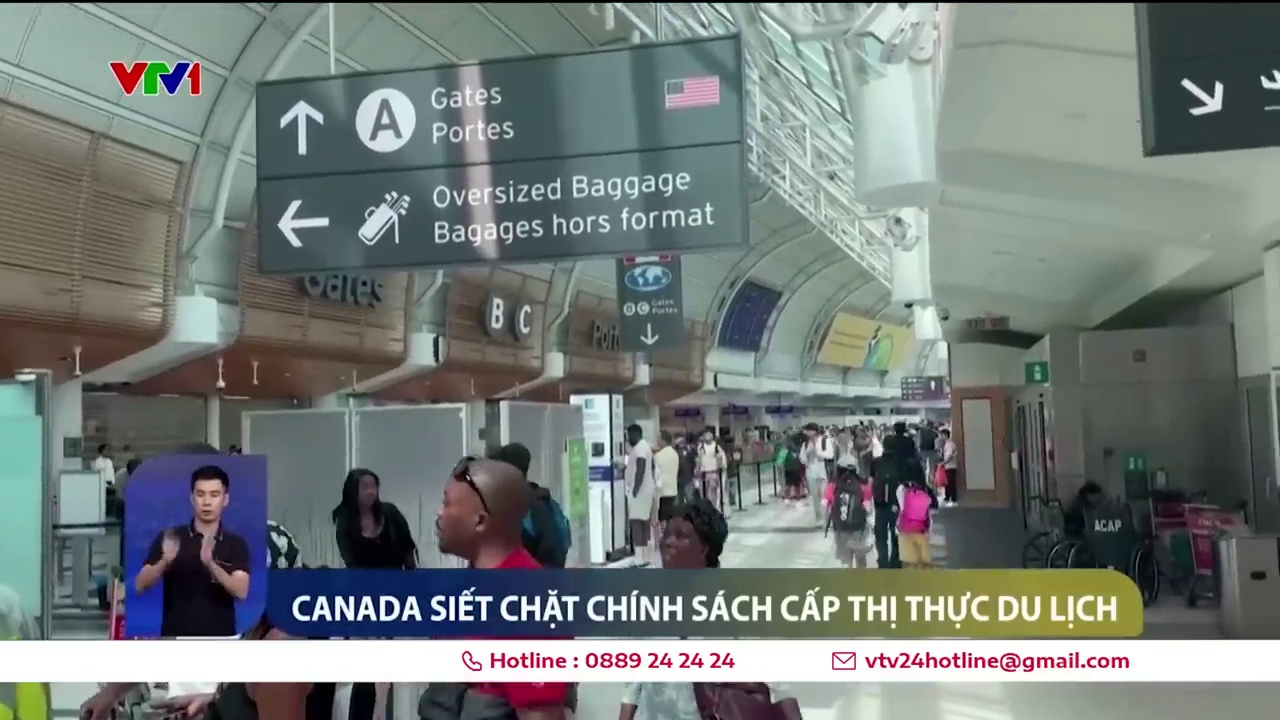 VTV1
A Gates
Portes
Oversized Baggage
Bagages hors format
Gates
B C
B C Gates
Portes
ACAP
CANADA SIẾT CHẶT CHÍNH SÁCH CẤP THỊ THỰC DU LỊCH
Hotline : 0889 24 24 24
vtv24hotline@gmail.com